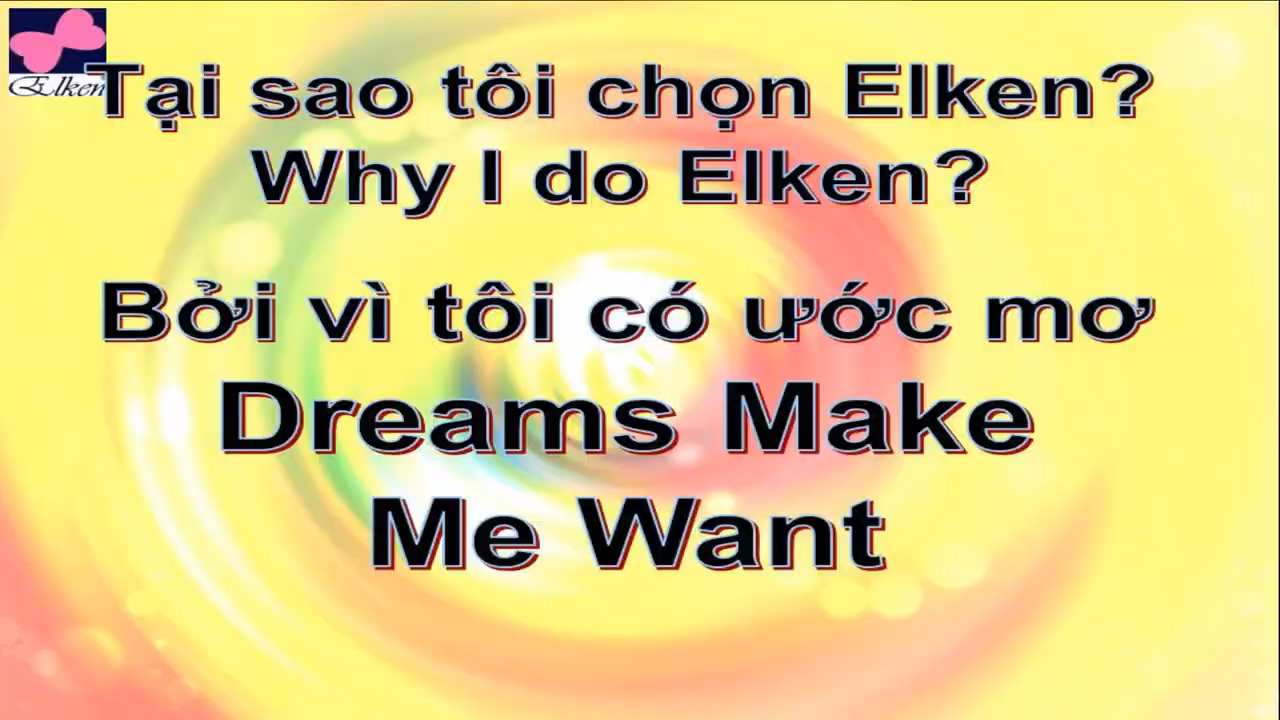 Elken
Tại sao tôi chọn Elken?
Why I do Elken?
Bởi vì tôi có ước mơ
Dreams Make
Me Want